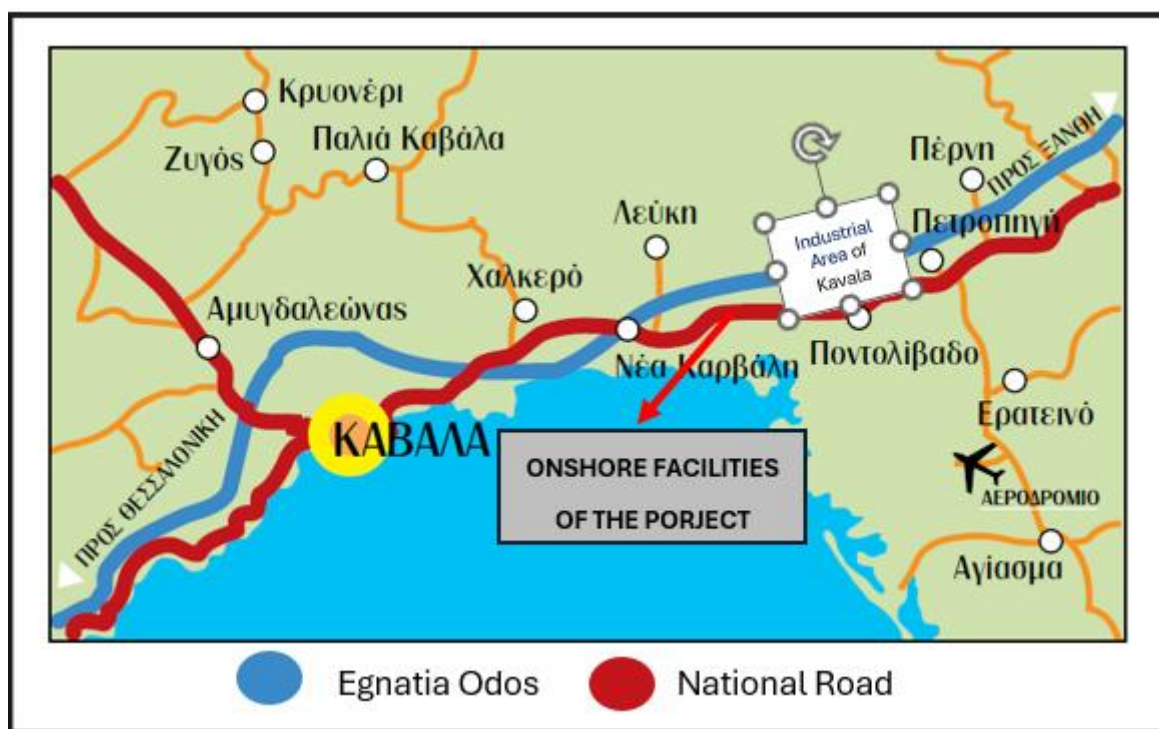 Κρυονέρι
Ζυγός
Παλιά Καβάλα
Λεύκη
Industrial
Area of
Kavala
Πέρνη
ΠΡΟΣ ΞΑΝΘΗ
Πετροπηγή
Χαλκερό
Αμυγδαλεώνας
Νέα Καρβάλη
Ποντολίβαδο
Ερατεινό
ΚΑΒΑΛΑ
ΠΡΟΣ ΘΕΣΣΑΛΟΝΙΚΗ
ONSHORE FACILITIES
OF THE PORJECT
ΑΕΡΟΔΡΟΜΙΟ
Αγίασμα
Egnatia Odos
National Road